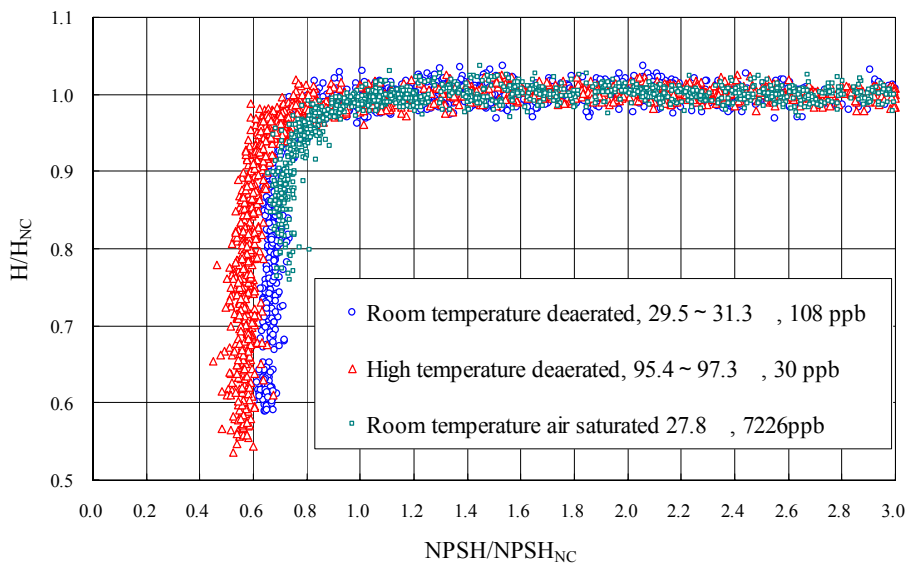 1.1
1.0
0.9
0.8
0.7
0.6
0.5
H/H_NC
Room temperature deaerated, 29.5 ~ 31.3 , 108 ppb
High temperature deaerated, 95.4 ~ 97.3 , 30 ppb
Room temperature air saturated 27.8 , 7226ppb
0.0 0.2 0.4 0.6 0.8 1.0 1.2 1.4 1.6 1.8 2.0 2.2 2.4 2.6 2.8 3.0
NPSH/NPSH_NC